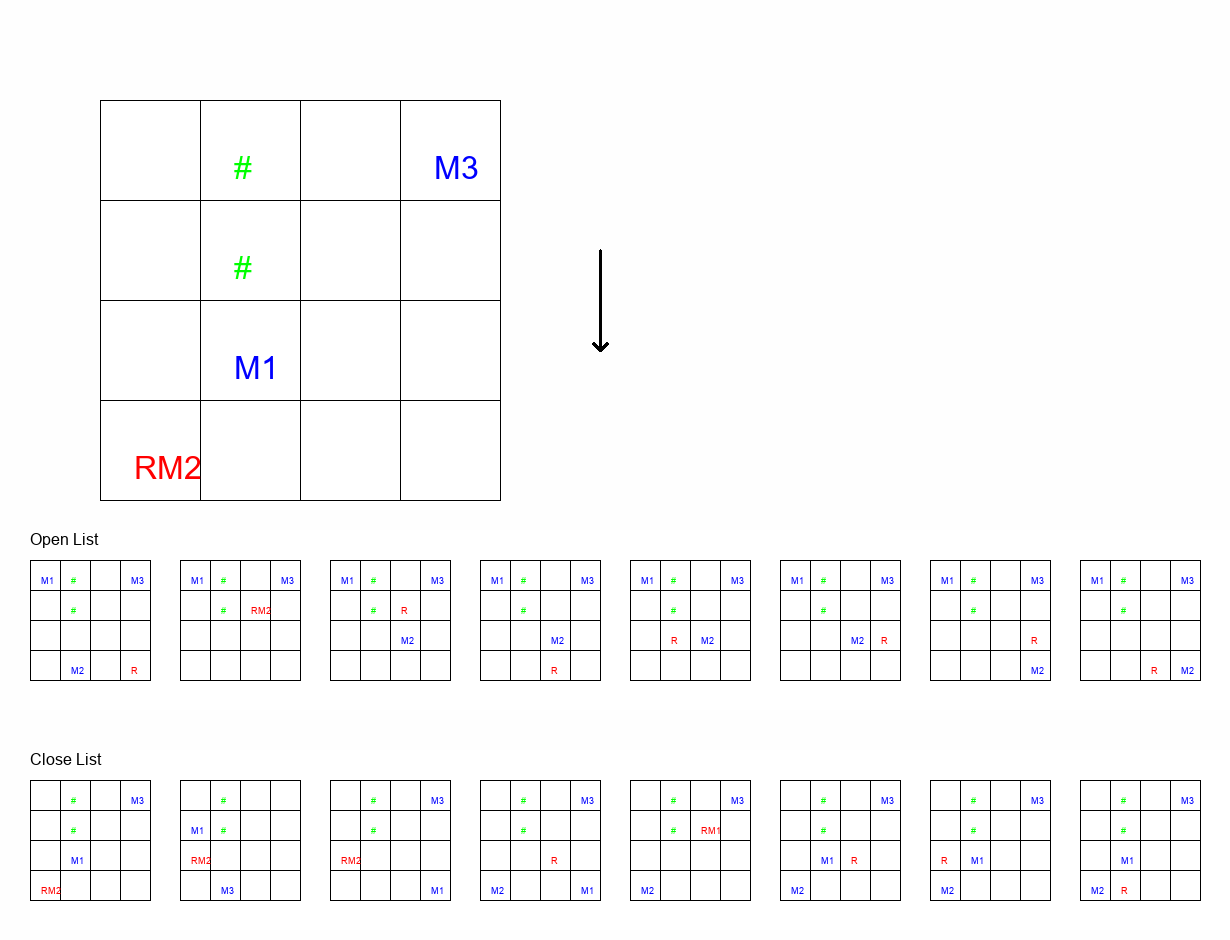 # M3
#
M1
RM2
Open List
M1 # M3 M1 # M3 M1 # M3 M1 # M3 M1 # M3 M1 # M3 M1 # M3 M1 # M3
# # RM2 # R # # # # #
M2 M2 R M2 M2 R R
M2 R R M2 R M2
Close List
# M3 # # M3 # M3 # M3 # M3 # M3 # M3
# M1 # # # # RM1 # # #
M1 RM2 RM2 R M1 R R M1 M1
RM2 M3 M1 M2 M1 M2 M2 M2 M2 R